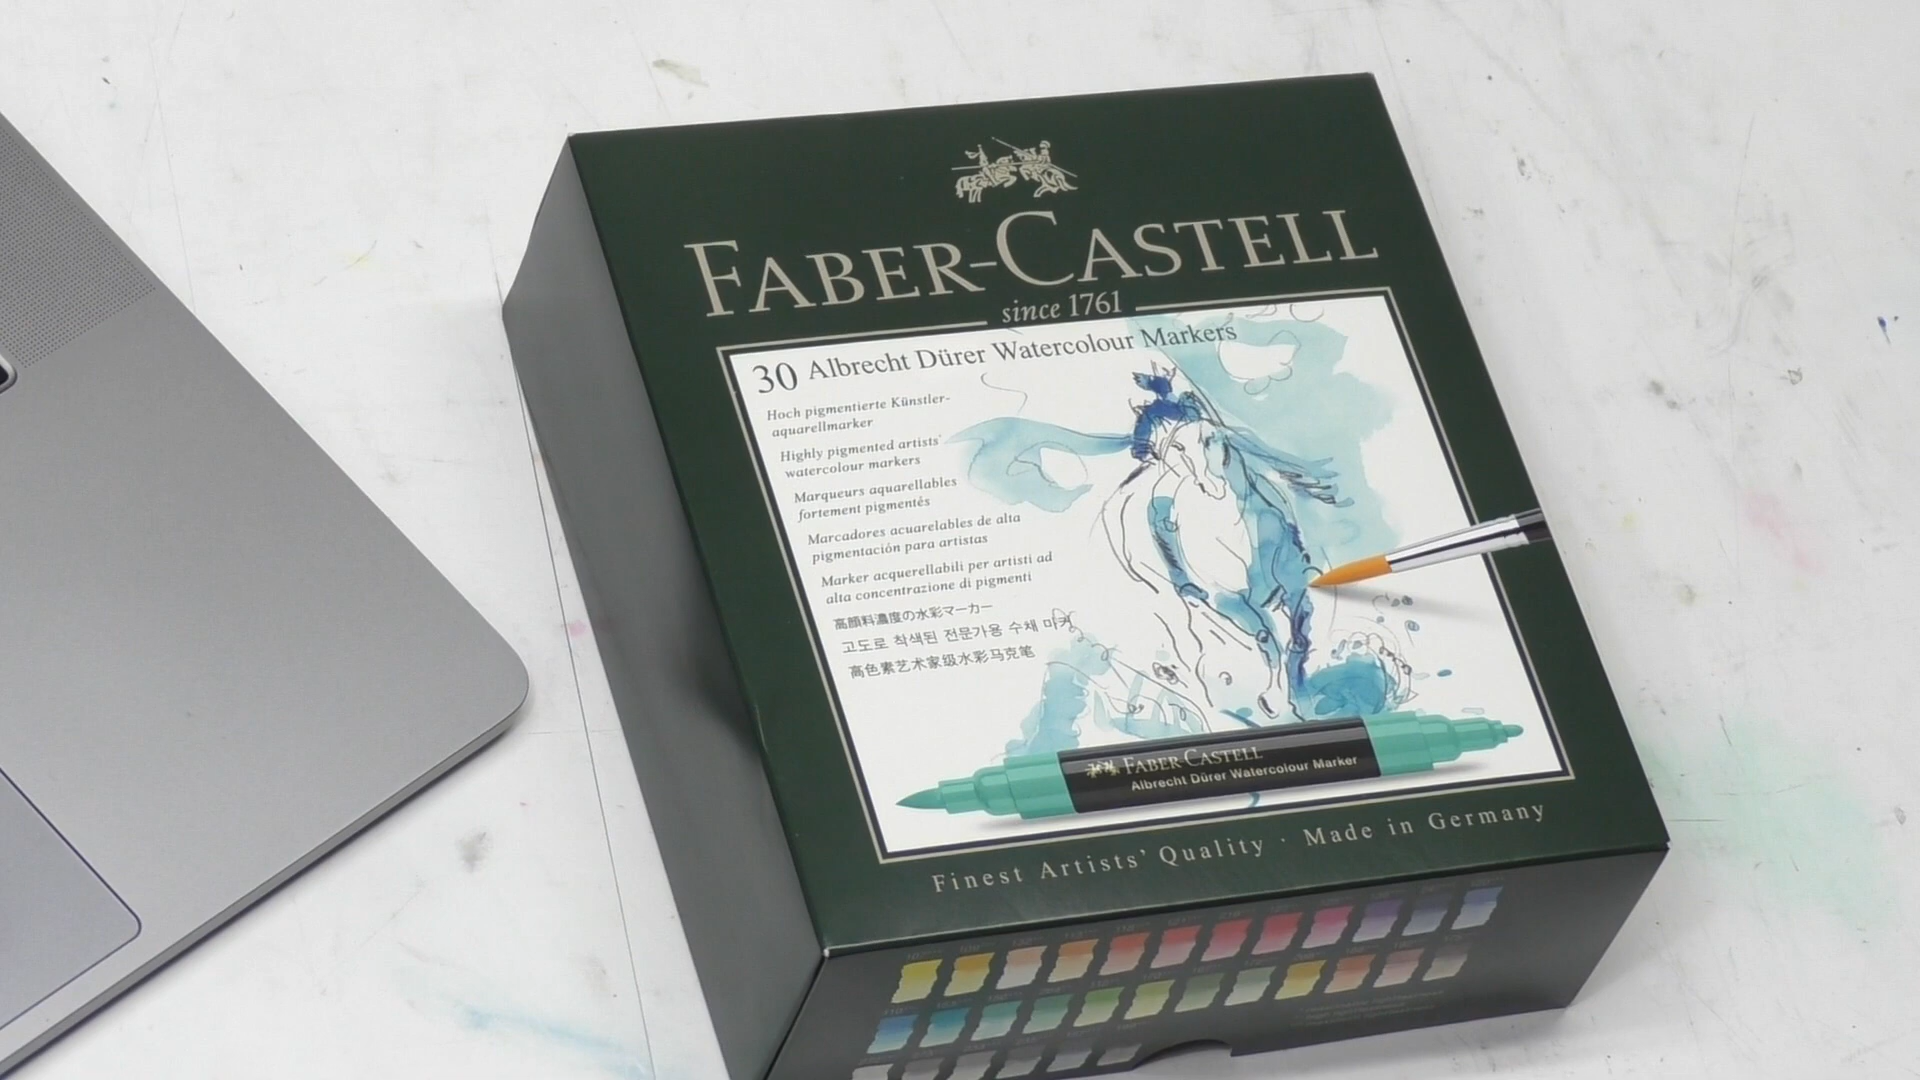 FABER-CASTELL
since 1761
30 Albrecht Dürer Watercolour Markers
Hoch pigmentierte Künstler-
aquarellmarker
Highly pigmented artists'
watercolour markers
Marqueurs aquarellables
fortement pigmentés
Marcadores acuarelables de alta
pigmentación para artistas
Marker acquerellabili per artisti ad
alta concentrazione di pigmenti
高顔料濃度の水彩マーカー
고도로 착색된 전문가용 수채 마커
高色素艺术家级水彩马克笔
FABER-CASTELL
Albrecht Dürer Watercolour Marker
Finest Artists' Quality · Made in Germany